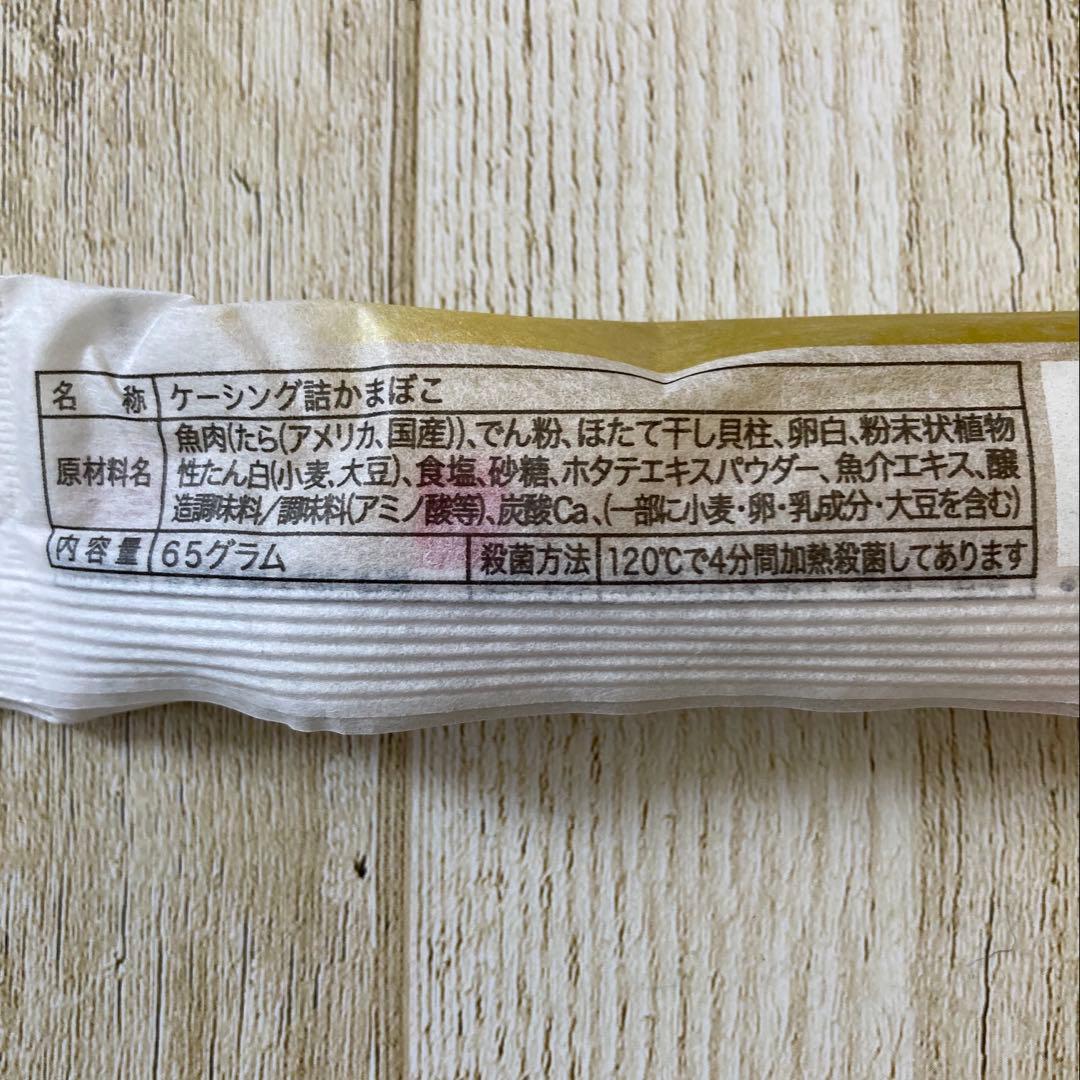 名 称 ケーシング詰かまぼこ
原材料名 魚肉(たら(アメリカ、国産))、でん粉、ほたて干し貝柱、卵白、粉末状植物
性たん白(小麦、大豆)、食塩、砂糖、ホタテエキスパウダー、魚介エキス、醸
造調味料/調味料(アミノ酸等)、炭酸Ca、(一部に小麦・卵・乳成分・大豆を含む)
内容量 65グラム 殺菌方法 120℃で4分間加熱殺菌してあります